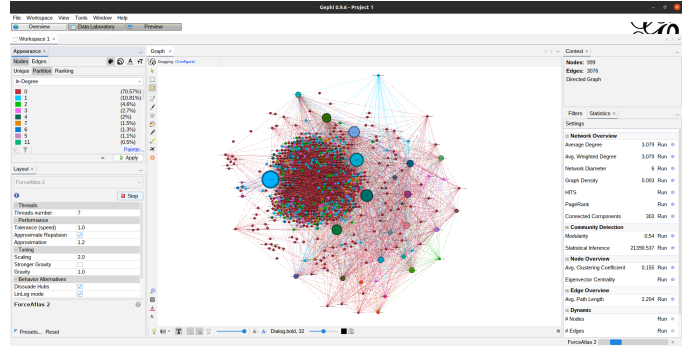 Gephi 0.9.6 - Project 1
File Workspace View Tools Window Help
Overview Data Laboratory Preview
Workspace 1 ×
Appearance ×
Nodes Edges
Unique Partition Ranking
In-Degree
0 (70.57%)
1 (10.81%)
2 (4.6%)
3 (2.7%)
4 (2%)
7 (1.5%)
6 (1.3%)
5 (1.1%)
11 (0.5%)
Palette...
Apply
Layout ×
ForceAtlas 2
Stop
Threads
Threads number 7
Performance
Tolerance (speed) 1.0
Approximate Repulsion
Approximation 1.2
Tuning
Scaling 2.0
Stronger Gravity
Gravity 1.0
Behavior Alternatives
Dissuade Hubs
LinLog mode
ForceAtlas 2
Presets... Reset
Graph ×
Dragging (Configure)
A- A- Dialog.bold, 32
Context ×
Nodes: 999
Edges: 3076
Directed Graph
Filters Statistics ×
Settings
Network Overview
Average Degree 3.079 Run
Avg. Weighted Degree 3.079 Run
Network Diameter 6 Run
Graph Density 0.003 Run
HITS Run
PageRank Run
Connected Components 303 Run
Community Detection
Modularity 0.54 Run
Statistical Inference 21390.537 Run
Node Overview
Avg. Clustering Coefficient 0.155 Run
Eigenvector Centrality Run
Edge Overview
Avg. Path Length 2.204 Run
Dynamic
# Nodes Run
# Edges Run
ForceAtlas 2